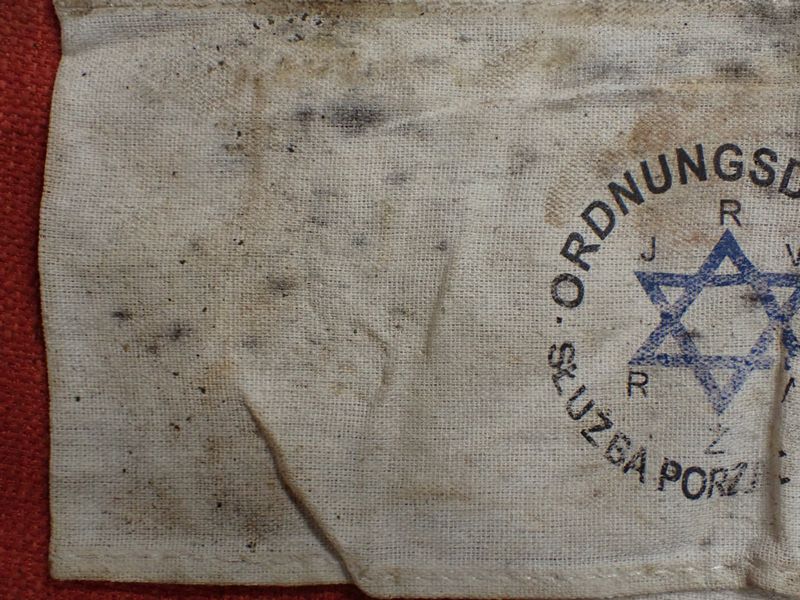 ORDNUNGSD
R
J V
R
Z
· SŁUŻBA PORZ